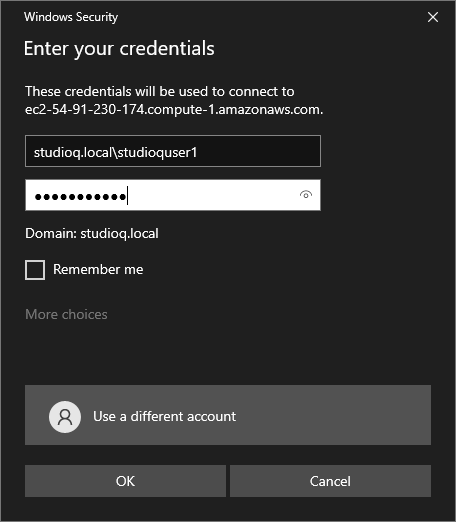 Windows Security
Enter your credentials
These credentials will be used to connect to
ec2-54-91-230-174.compute-1.amazonaws.com.
studioq.local\studioquser1
●●●●●●●●●●●
Domain: studioq.local
Remember me
More choices
Use a different account
OK
Cancel